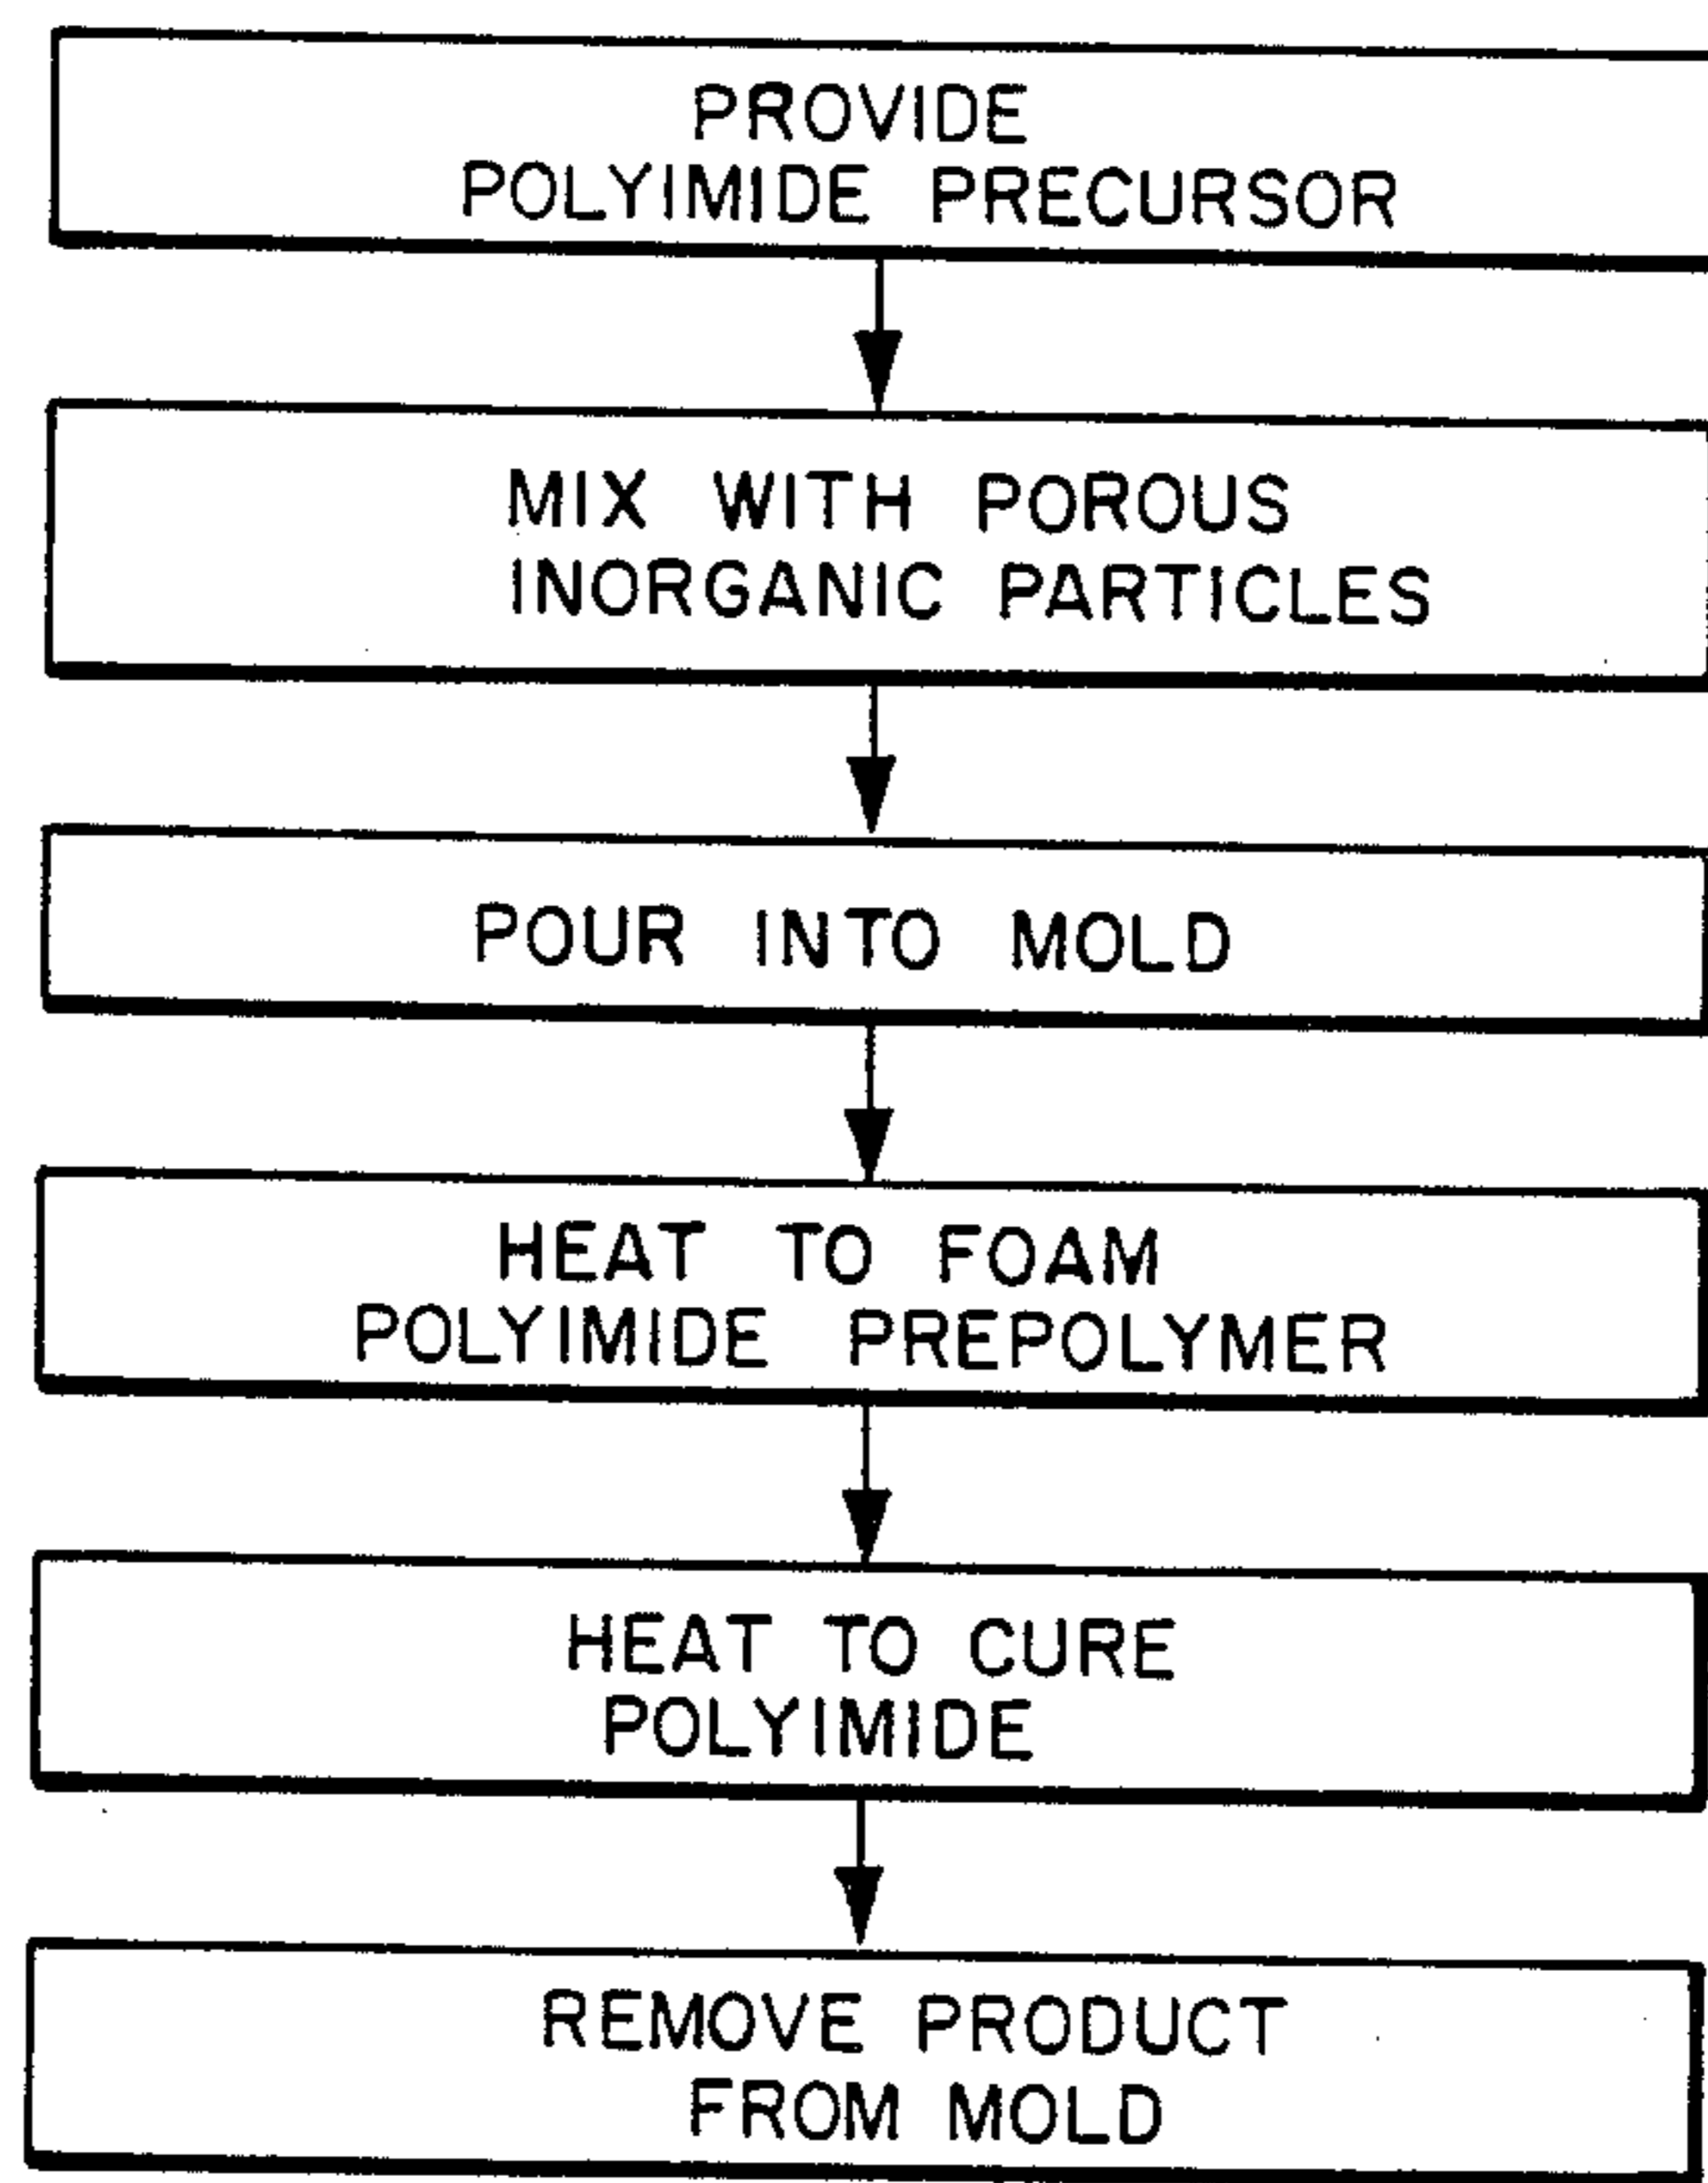 PROVIDE
POLYIMIDE PRECURSOR
MIX WITH POROUS
INORGANIC PARTICLES
POUR INTO MOLD
HEAT TO FOAM
POLYIMIDE PREPOLYMER
HEAT TO CURE
POLYIMIDE
REMOVE PRODUCT
FROM MOLD